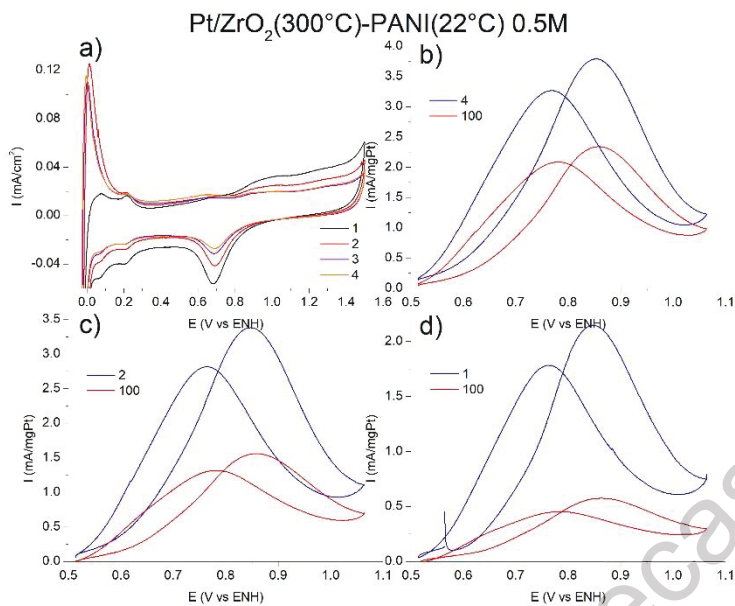 Pt/ZrO₂(300°C)-PANI(22°C) 0.5M
a)
0.12
0.08
0.04
0.00
-0.04
I (mA/cm²)
1
2
3
4
0.0 0.2 0.4 0.6 0.8 1.0 1.2 1.4 1.6
E (V vs ENH)
b)
4.0
3.5
3.0
2.5
2.0
1.5
1.0
0.5
0.0
I (mA/mgPt)
4
100
0.5 0.6 0.7 0.8 0.9 1.0 1.1
E (V vs ENH)
c)
3.5
3.0
2.5
2.0
1.5
1.0
0.5
0.0
I (mA/mgPt)
2
100
0.5 0.6 0.7 0.8 0.9 1.0 1.1
E (V vs ENH)
d)
2.0
1.5
1.0
0.5
0.0
I (mA/mgPt)
1
100
0.5 0.6 0.7 0.8 0.9 1.0 1.1
E (V vs ENH)